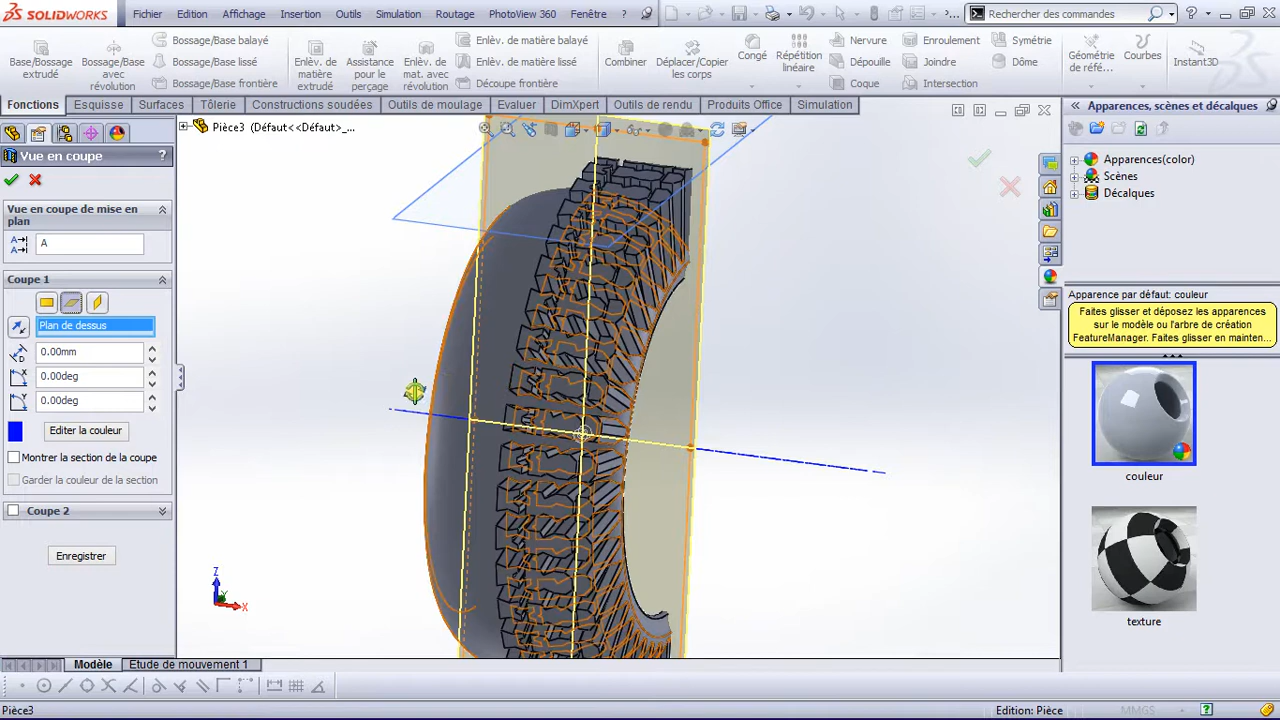 SOLIDWORKS
Fichier Edition Affichage Insertion Outils Simulation Routage PhotoView 360 Fenêtre ?
Rechercher des commandes
Base/Bossage extrudé
Bossage/Base avec révolution
Bossage/Base balayé
Bossage/Base lissé
Bossage/Base frontière
Enlèv. de matière extrudé
Assistance pour perçage
Enlèv. de mat. avec révolution
Enlèv. de matière balayé
Enlèv. de matière lissé
Découpe frontière
Combiner
Déplacer/Copier les corps
Congé
Répétition linéaire
Nervure
Dépouille
Coque
Enroulement
Joindre
Intersection
Symétrie
Dôme
Géométrie de réfé...
Courbes
Instant3D
Fonctions Esquisse Surfaces Tôlerie Constructions soudées Outils de moulage Evaluer DimXpert Outils de rendu Produits Office Simulation
Pièce3 (Défaut<<Défaut>_...
Vue en coupe ?
Vue en coupe de mise en plan
A
Coupe 1
Plan de dessus
0.00mm
0.00deg
0.00deg
Editer la couleur
Montrer la section de la coupe
Garder la couleur de la section
Coupe 2
Enregistrer
Z
Y
X
Apparences, scènes et décalques
Apparences(color)
Scènes
Décalques
Apparence par défaut: couleur
Faites glisser et déposez les apparences
sur le modèle ou l'arbre de création
FeatureManager. Faites glisser en mainten...
couleur
texture
Modèle Etude de mouvement 1
Pièce3
Edition: Pièce
MMGS